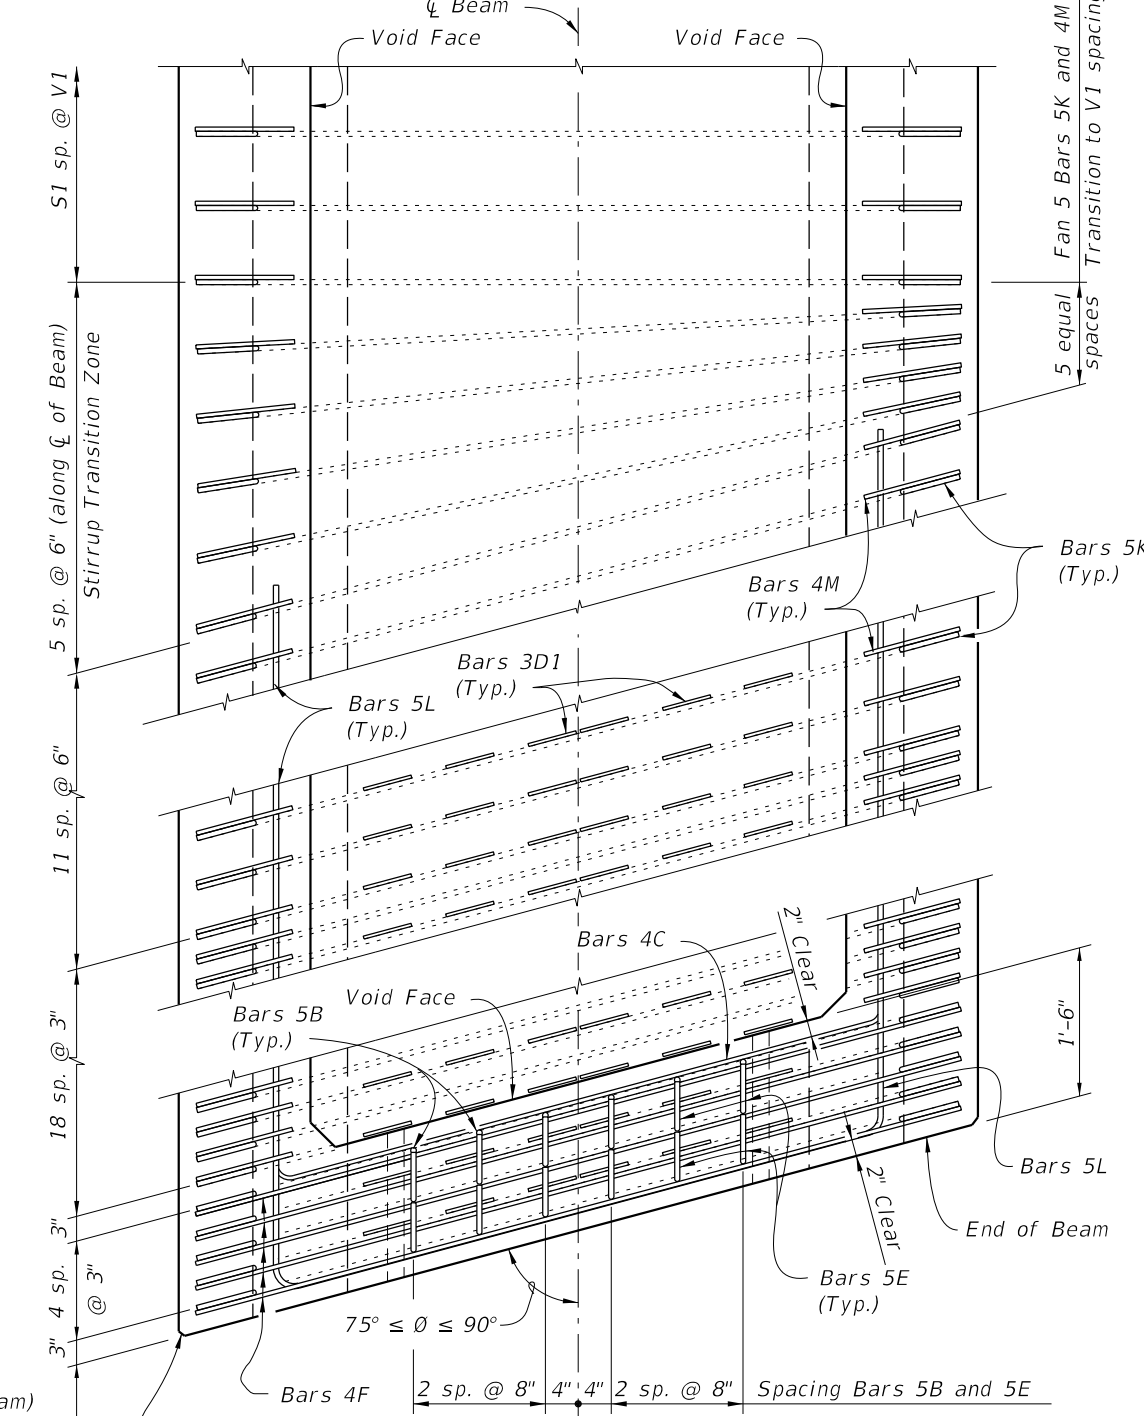 ℄ Beam
Void Face
Void Face
S1 sp. @ V1
Fan 5 Bars 5K and 4M
Transition to V1 spacing
5 equal
spaces
5 sp. @ 6" (along ℄ of Beam)
Stirrup Transition Zone
Bars 5K
(Typ.)
Bars 4M
(Typ.)
Bars 3D1
(Typ.)
Bars 5L
(Typ.)
11 sp. @ 6"
2" Clear
Bars 4C
Void Face
Bars 5B
(Typ.)
1'-6"
18 sp. @ 3"
Bars 5L
2" Clear
End of Beam
3"
4 sp.
@ 3"
Bars 5E
(Typ.)
75° ≤ Ø ≤ 90°
3"
Bars 4F
2 sp. @ 8"
4"
4"
2 sp. @ 8"
Spacing Bars 5B and 5E